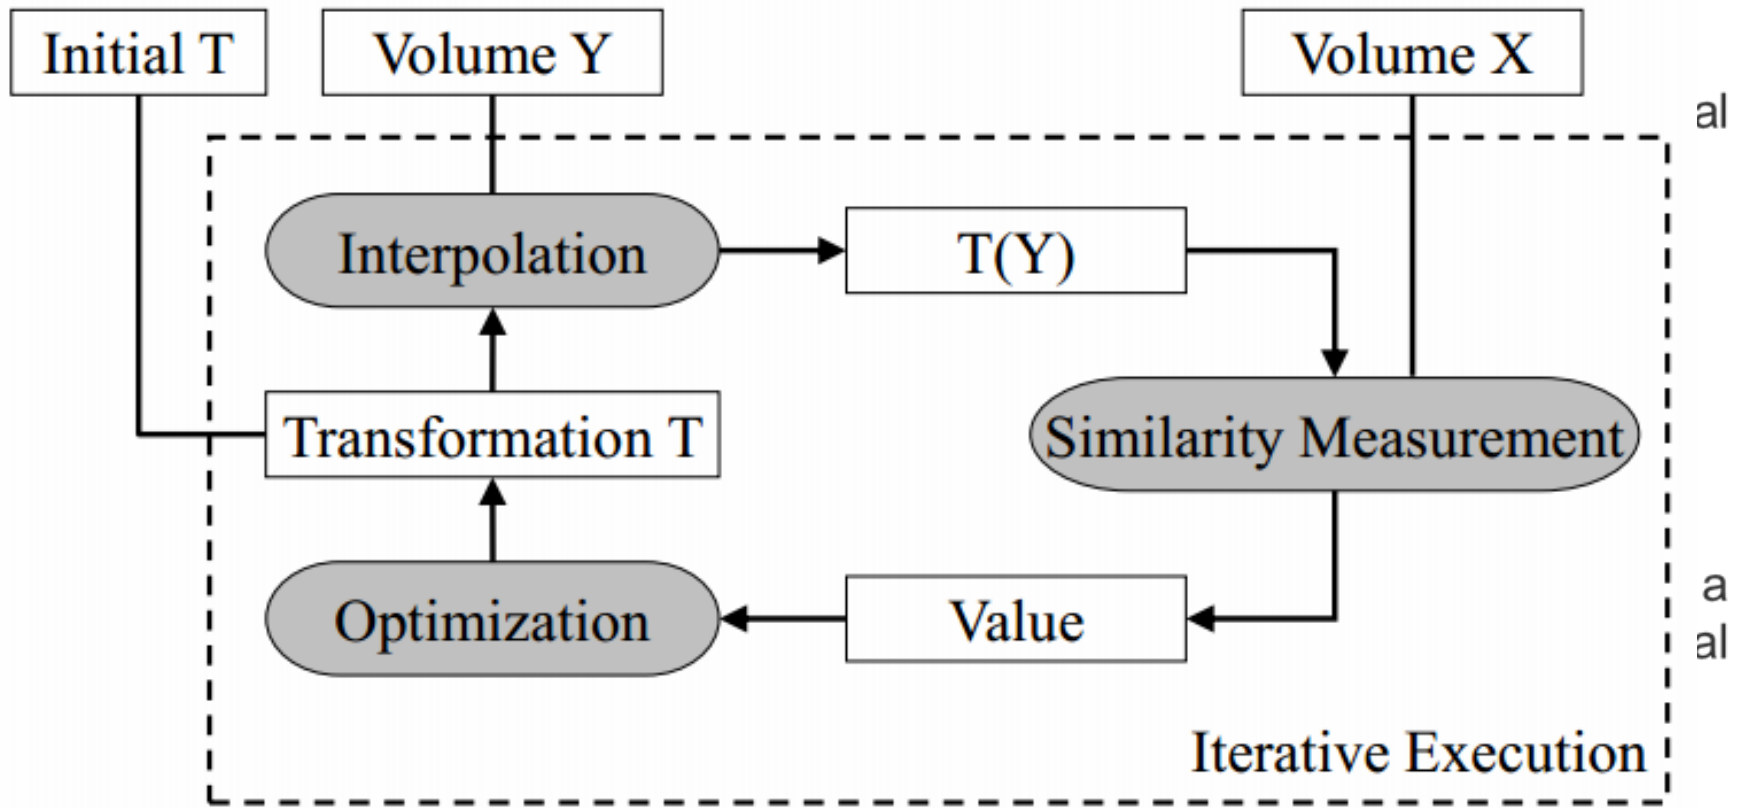 Initial T
Volume Y
Volume X
al
Interpolation
T(Y)
Transformation T
Similarity Measurement
a
Optimization
Value
al
Iterative Execution